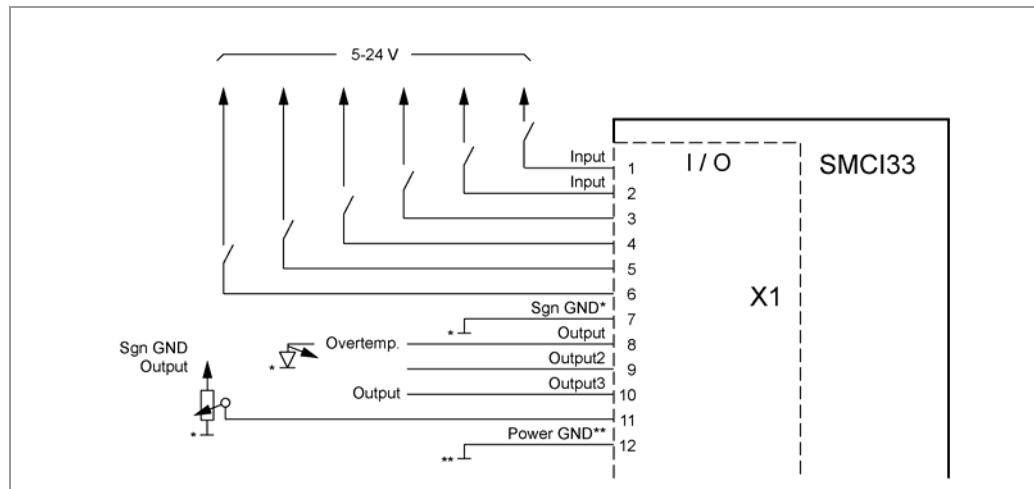 5-24 V
Input
1
I / O
SMCI33
Input
2
3
4
5
X1
6
Sgn GND*
7
*
Output
Overtemp.
8
*
Sgn GND
Output
Output2
9
Output3
Output
10
11
*
Power GND**
12
**